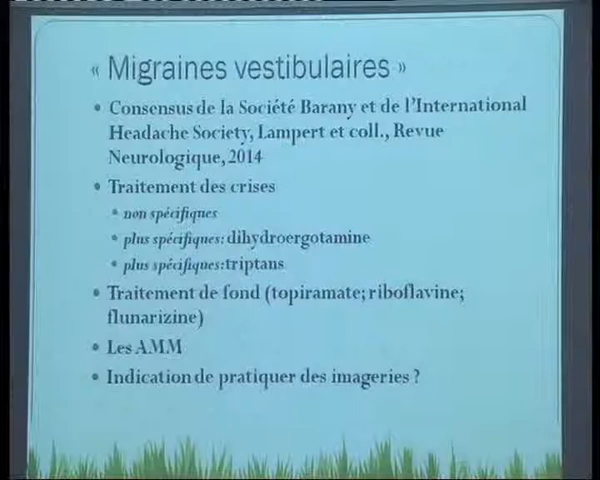 « Migraines vestibulaires »
• Consensus de la Société Barany et de l'International
Headache Society, Lampert et coll., Revue
Neurologique, 2014
• Traitement des crises
• non spécifiques
• plus spécifiques: dihydroergotamine
• plus spécifiques:triptans
• Traitement de fond (topiramate; riboflavine;
flunarizine)
• Les AMM
• Indication de pratiquer des imageries ?